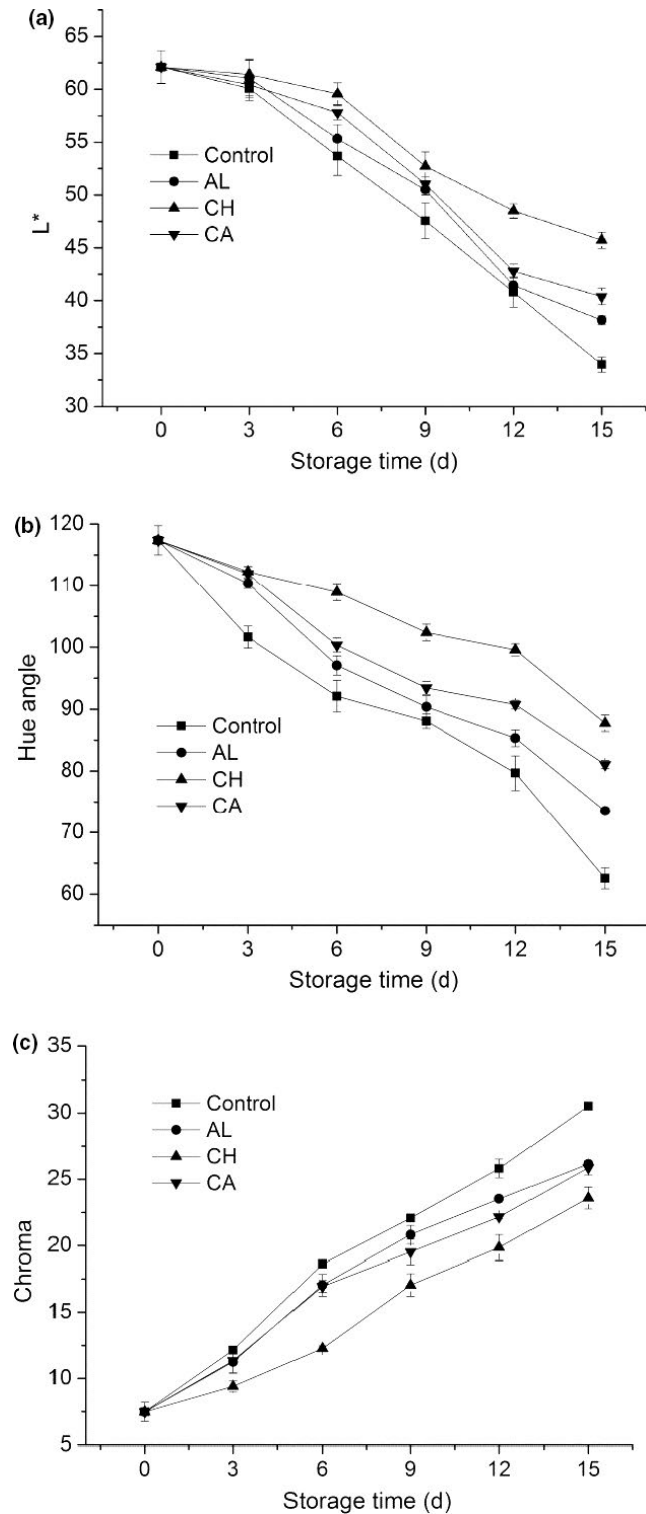 (a)
65
60
55
50
45
40
35
30
L*
Control
AL
CH
CA
0 3 6 9 12 15
Storage time (d)
(b)
120
110
100
90
80
70
60
Hue angle
Control
AL
CH
CA
0 3 6 9 12 15
Storage time (d)
(c)
35
30
25
20
15
10
5
Chroma
Control
AL
CH
CA
0 3 6 9 12 15
Storage time (d)